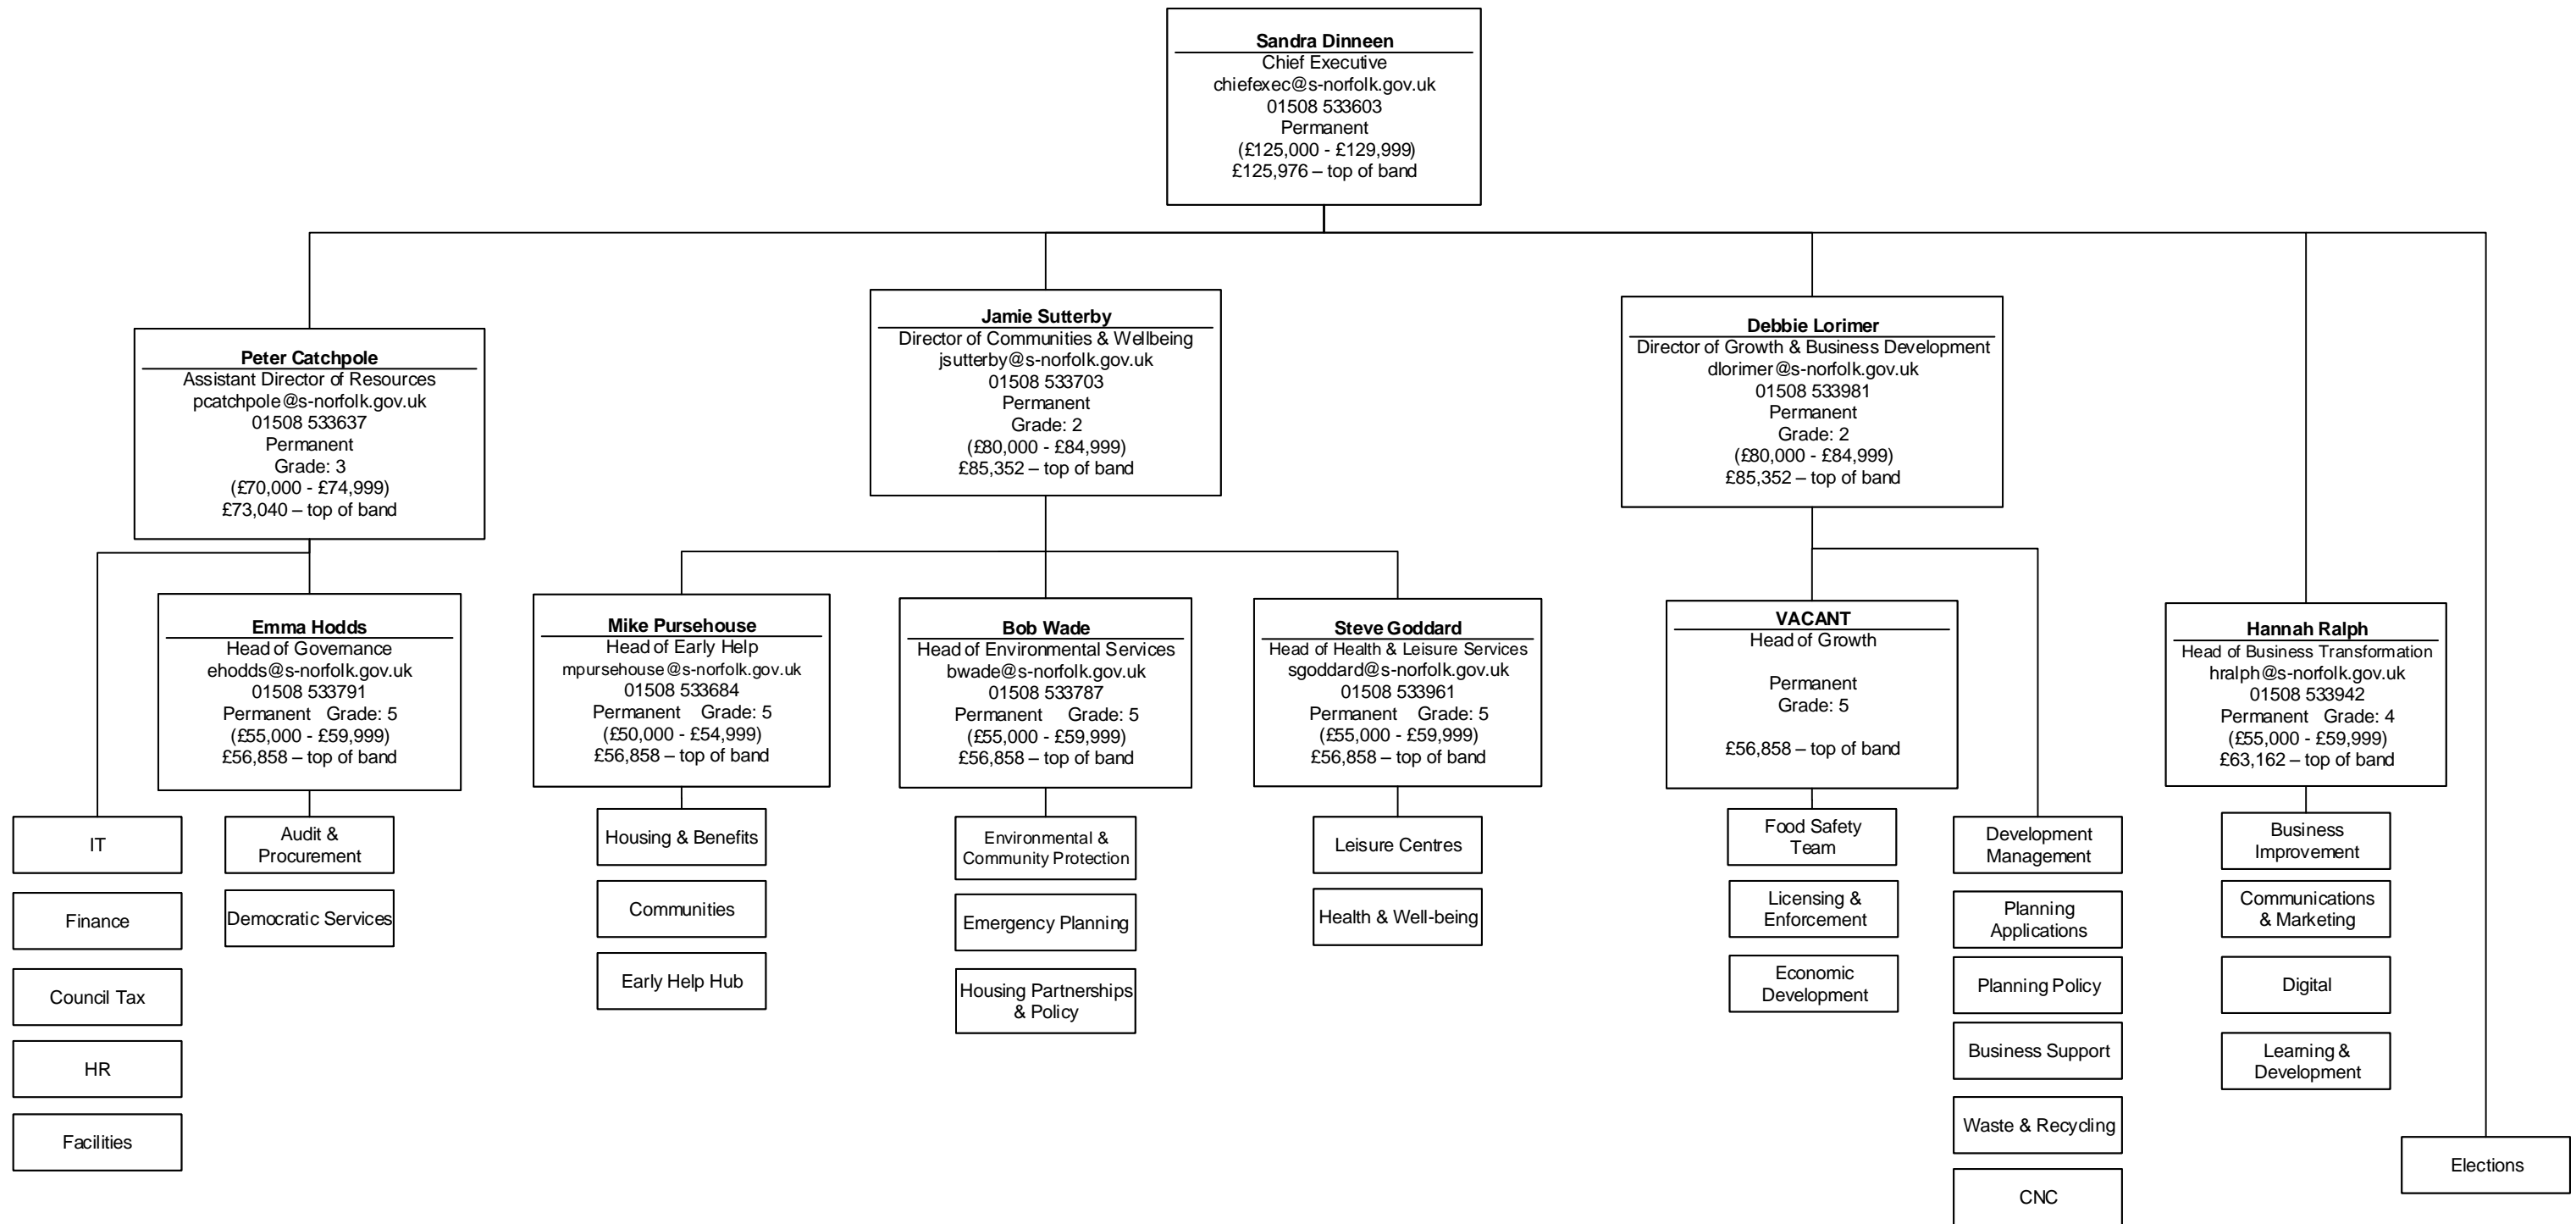 Sandra Dinneen
Chief Executive
chiefexec@s-norfolk.gov.uk
01508 533603
Permanent
(£125,000 - £129,999)
£125,976 – top of band
Peter Catchpole
Assistant Director of Resources
pcatchpole@s-norfolk.gov.uk
01508 533637
Permanent
Grade: 3
(£70,000 - £74,999)
£73,040 – top of band
Jamie Sutterby
Director of Communities & Wellbeing
jsutterby@s-norfolk.gov.uk
01508 533703
Permanent
Grade: 2
(£80,000 - £84,999)
£85,352 – top of band
Debbie Lorimer
Director of Growth & Business Development
dlorimer@s-norfolk.gov.uk
01508 533981
Permanent
Grade: 2
(£80,000 - £84,999)
£85,352 – top of band
Emma Hodds
Head of Governance
ehodds@s-norfolk.gov.uk
01508 533791
Permanent Grade: 5
(£55,000 - £59,999)
£56,858 – top of band
Mike Pursehouse
Head of Early Help
mpursehouse@s-norfolk.gov.uk
01508 533684
Permanent Grade: 5
(£50,000 - £54,999)
£56,858 – top of band
Bob Wade
Head of Environmental Services
bwade@s-norfolk.gov.uk
01508 533787
Permanent Grade: 5
(£55,000 - £59,999)
£56,858 – top of band
Steve Goddard
Head of Health & Leisure Services
sgoddard@s-norfolk.gov.uk
01508 533961
Permanent Grade: 5
(£55,000 - £59,999)
£56,858 – top of band
VACANT
Head of Growth
Permanent
Grade: 5
£56,858 – top of band
Hannah Ralph
Head of Business Transformation
hralph@s-norfolk.gov.uk
01508 533942
Permanent Grade: 4
(£55,000 - £59,999)
£63,162 – top of band
IT
Finance
Council Tax
HR
Facilities
Audit &
Procurement
Democratic Services
Housing & Benefits
Communities
Early Help Hub
Environmental &
Community Protection
Emergency Planning
Housing Partnerships
& Policy
Leisure Centres
Health & Well-being
Food Safety
Team
Licensing &
Enforcement
Economic
Development
Development
Management
Planning
Applications
Planning Policy
Business Support
Waste & Recycling
CNC
Business
Improvement
Communications
& Marketing
Digital
Learning &
Development
Elections